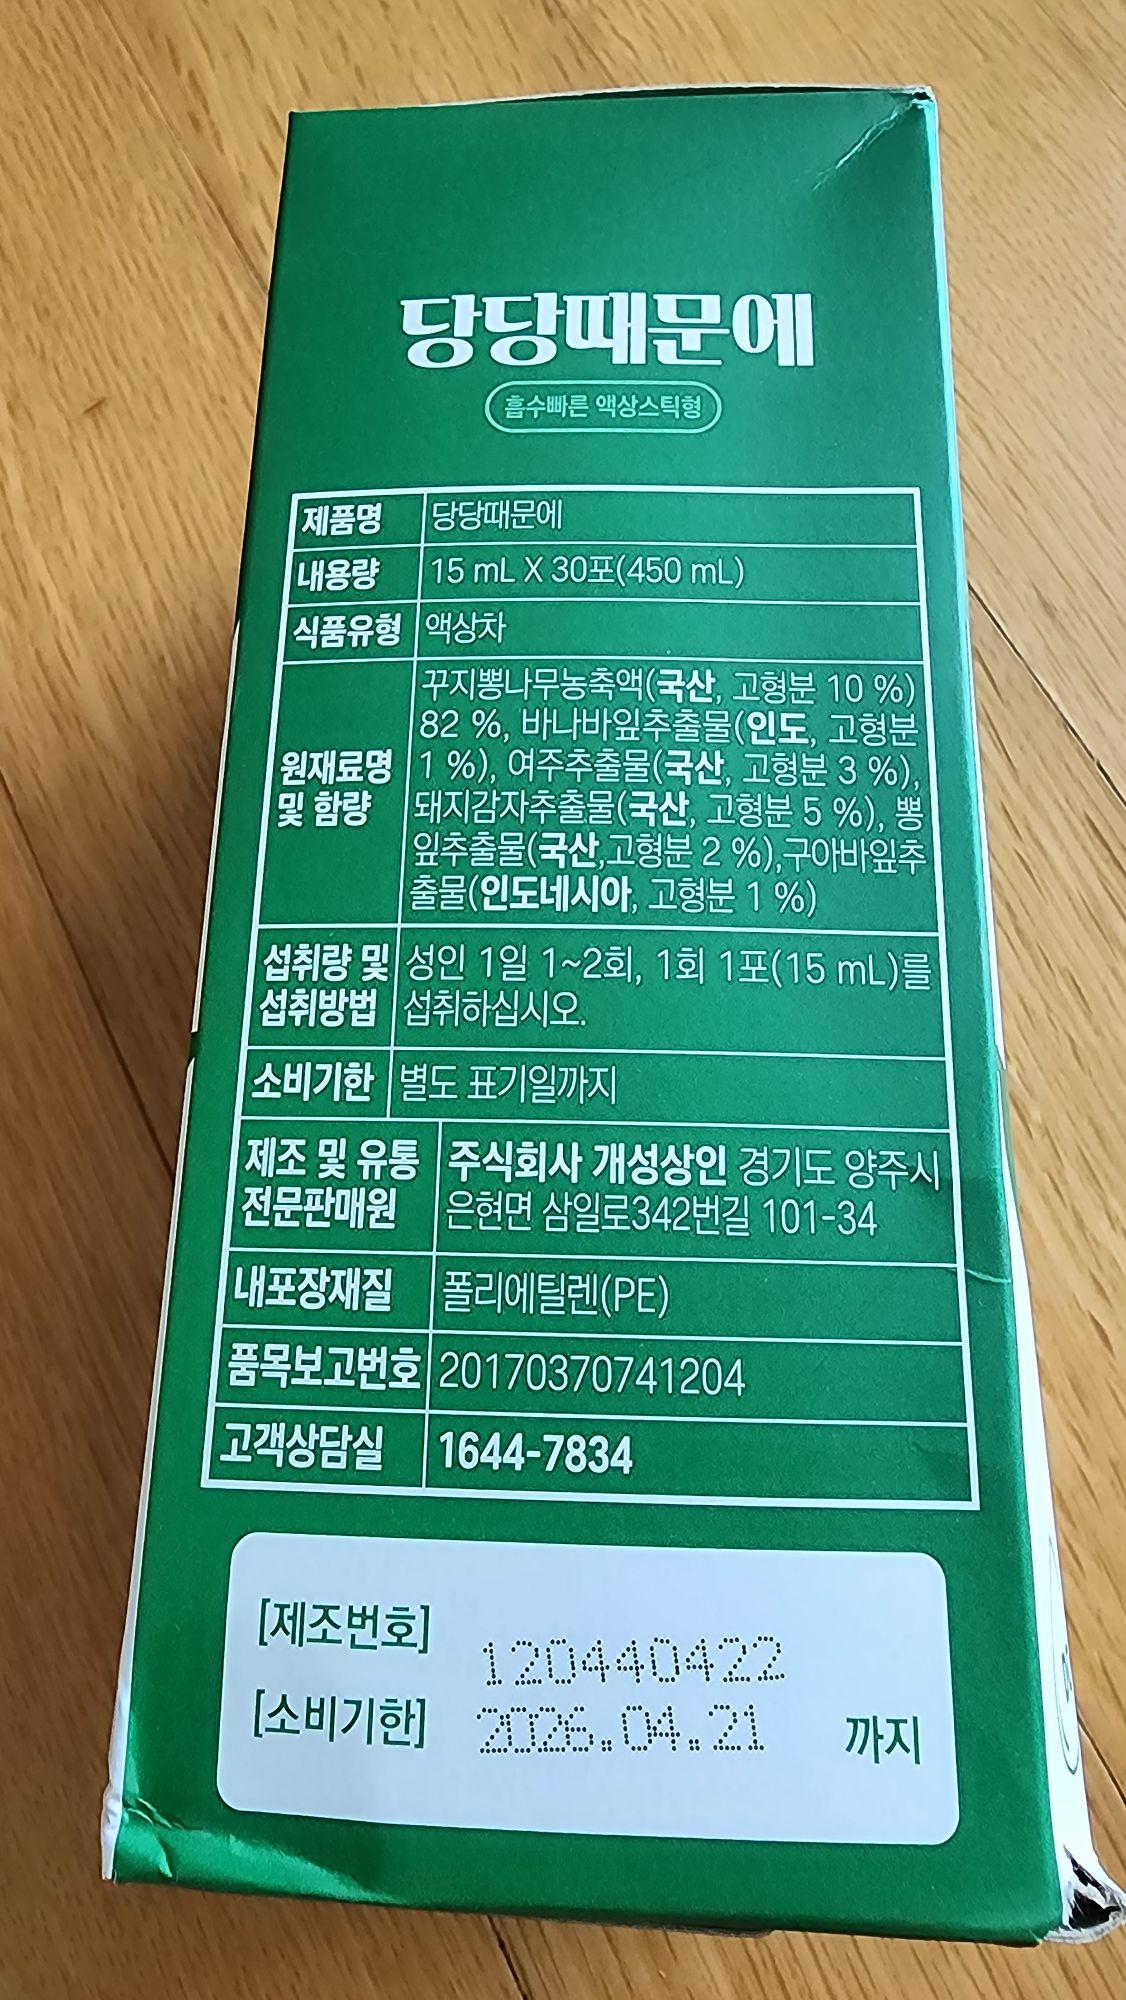 당당때문에
흡수빠른 액상스틱형
제품명 당당때문에
내용량 15 mL X 30포(450 mL)
식품유형 액상차
원재료명
및 함량
꾸지뽕나무농축액(국산, 고형분 10 %)
82 %, 바나바잎추출물(인도, 고형분
1 %), 여주추출물(국산, 고형분 3 %),
돼지감자추출물(국산, 고형분 5 %), 뽕
잎추출물(국산,고형분 2 %),구아바잎추
출물(인도네시아, 고형분 1 %)
섭취량 및
섭취방법
성인 1일 1~2회, 1회 1포(15 mL)를
섭취하십시오.
소비기한 별도 표기일까지
제조 및 유통
전문판매원
주식회사 개성상인 경기도 양주시
은현면 삼일로342번길 101-34
내포장재질 폴리에틸렌(PE)
품목보고번호 20170370741204
고객상담실 1644-7834
[제조번호] 120440422
[소비기한] 2026.04.21 까지